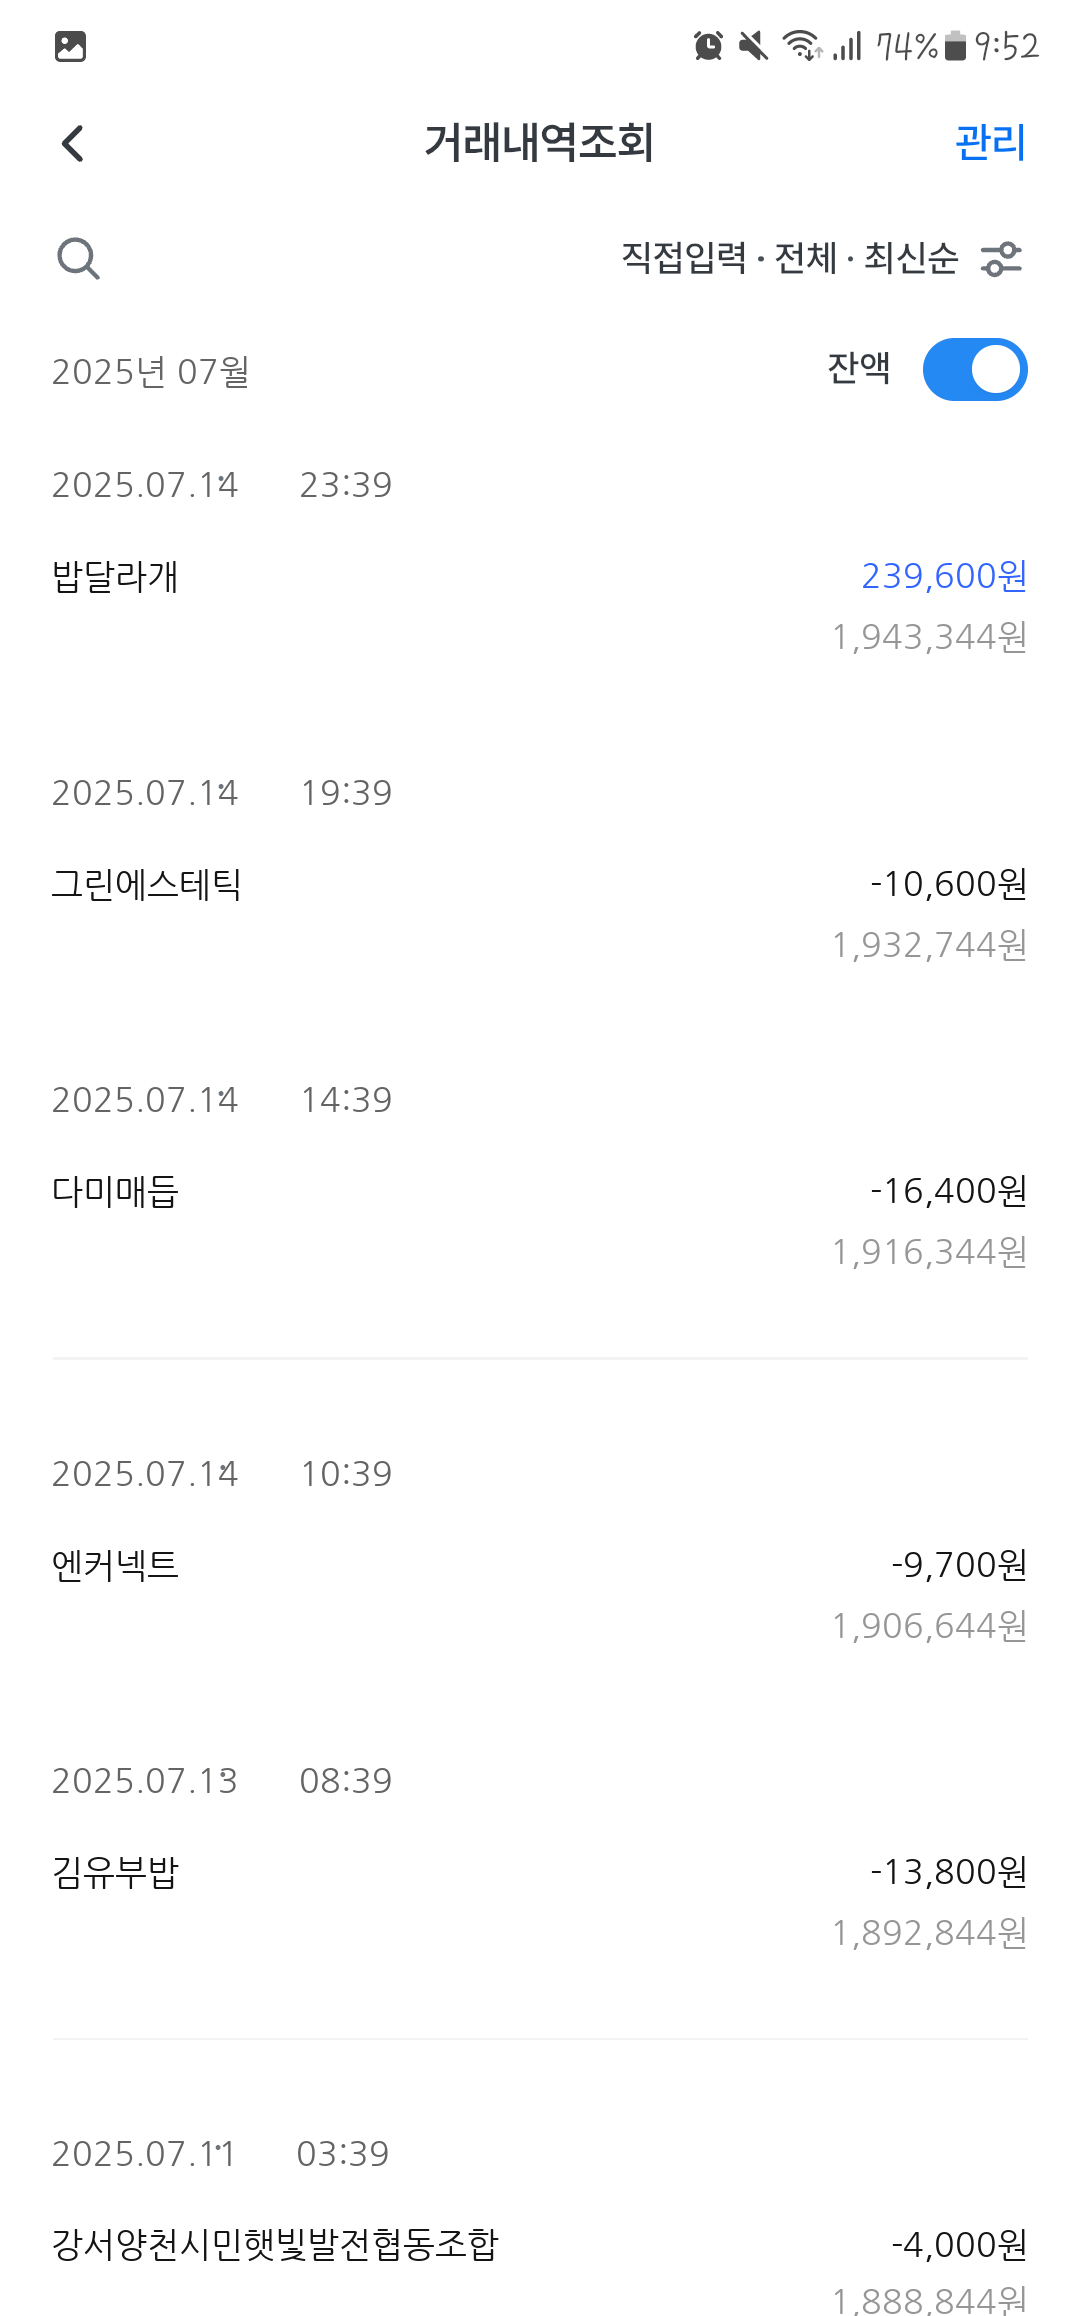 74% 9:52
거래내역조회 관리
직접입력 · 전체 · 최신순
2025년 07월 잔액
2025.07.14 · 23:39
밥달라개 239,600원
1,943,344원
2025.07.14 · 19:39
그린에스테틱 -10,600원
1,932,744원
2025.07.14 · 14:39
다미매듭 -16,400원
1,916,344원
2025.07.14 · 10:39
엔커넥트 -9,700원
1,906,644원
2025.07.13 · 08:39
김유부밥 -13,800원
1,892,844원
2025.07.11 · 03:39
강서양천시민햇빛발전협동조합 -4,000원
1,888,844원